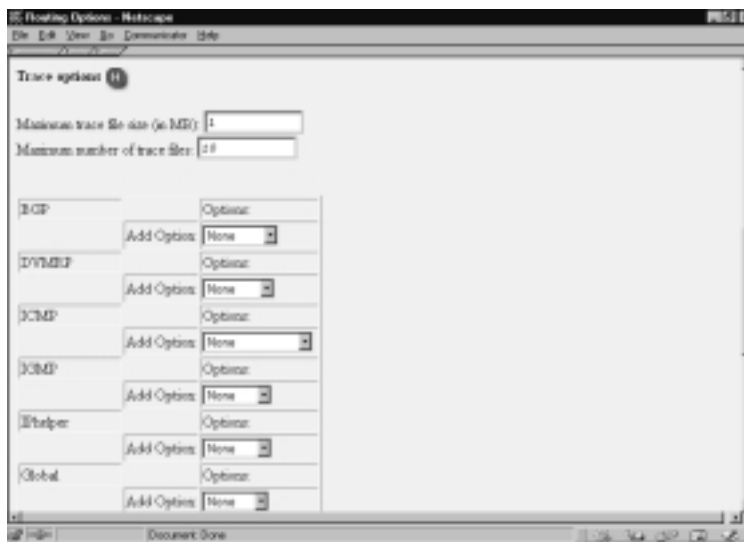 Routing Options - Netscape
File Edit View Go Communicator Help
Trace options H
Maximum trace file size (in MB): 1
Maximum number of trace files: 10
BGP Options:
Add Option: None
DVMRP Options:
Add Option: None
ICMP Options:
Add Option: None
IGMP Options:
Add Option: None
IPhelper Options:
Add Option: None
Global Options:
Add Option: None
Document: Done